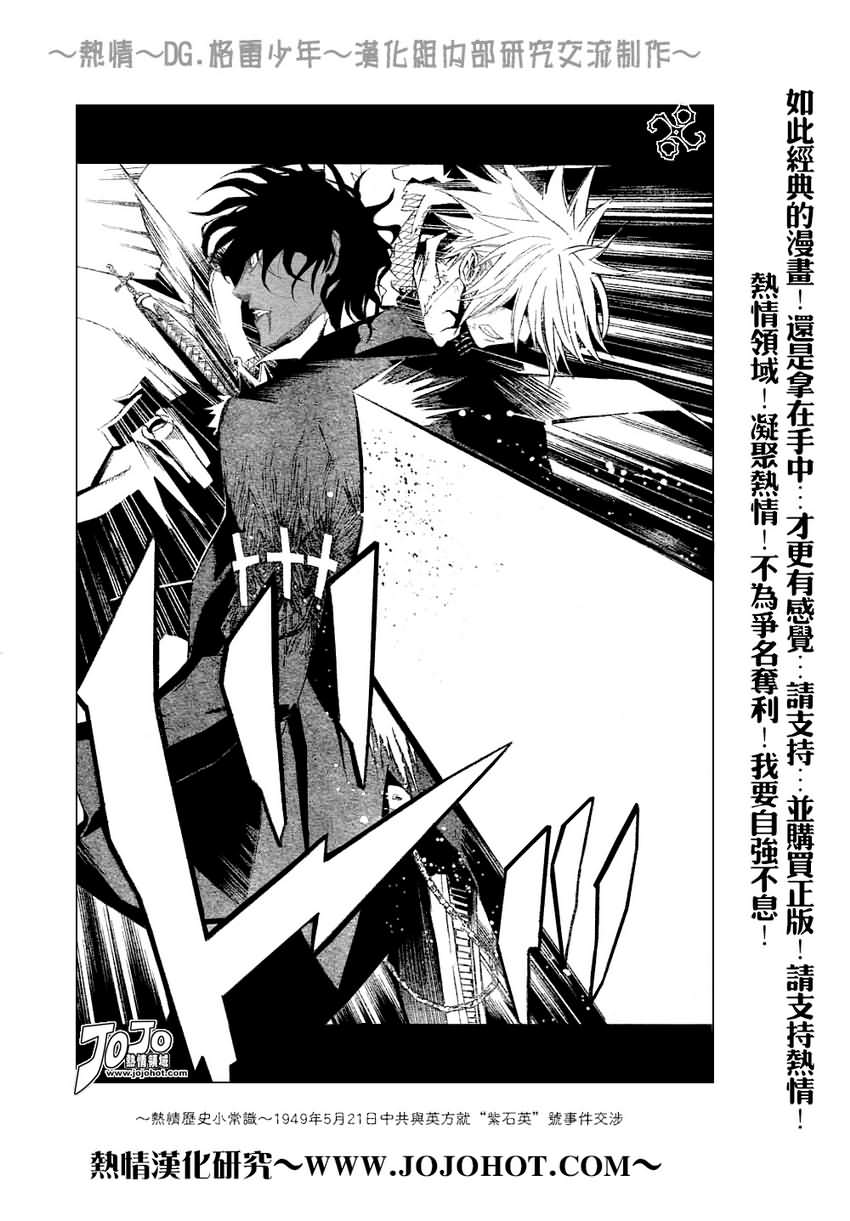 ～熱情～DG.格雷少年～漢化組內部研究交流制作～
如此經典的漫畫！還是拿在手中…才更有感覺…請支持…並購買正版！請支持熱情！
熱情領域！凝聚熱情！不為爭名奪利！我要自強不息！
ドドド
JOJO
熱情領域
www.jojohot.com
～熱情歷史小常識～1949年5月21日中共與英方就“紫石英”號事件交涉
熱情漢化研究～WWW.JOJOHOT.COM～